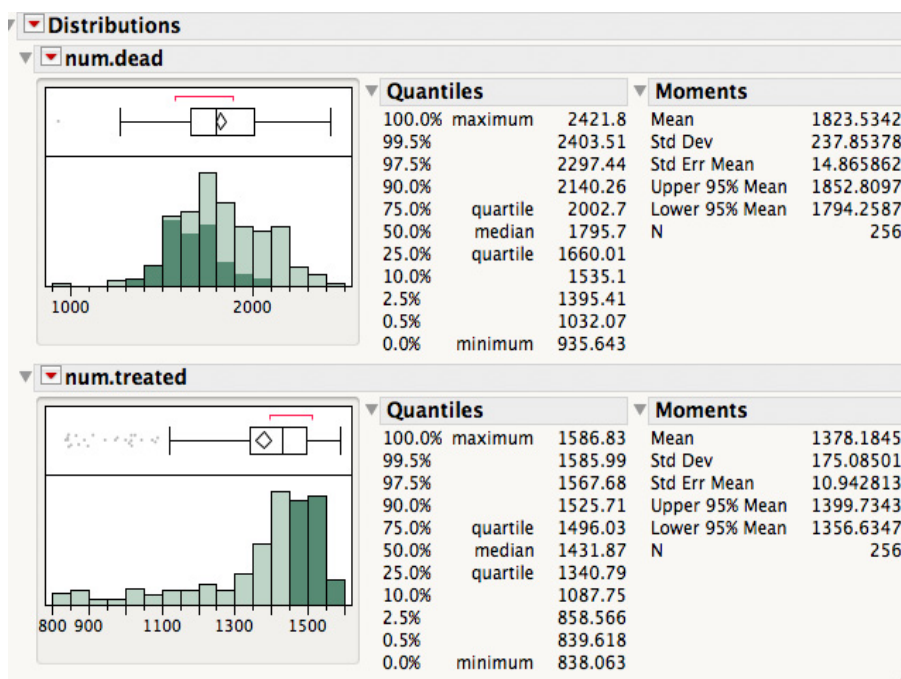 Distributions
num.dead
1000 2000
Quantiles
100.0% maximum 2421.8
99.5% 2403.51
97.5% 2297.44
90.0% 2140.26
75.0% quartile 2002.7
50.0% median 1795.7
25.0% quartile 1660.01
10.0% 1535.1
2.5% 1395.41
0.5% 1032.07
0.0% minimum 935.643
Moments
Mean 1823.5342
Std Dev 237.85378
Std Err Mean 14.865862
Upper 95% Mean 1852.8097
Lower 95% Mean 1794.2587
N 256
num.treated
800 900 1100 1300 1500
Quantiles
100.0% maximum 1586.83
99.5% 1585.99
97.5% 1567.68
90.0% 1525.71
75.0% quartile 1496.03
50.0% median 1431.87
25.0% quartile 1340.79
10.0% 1087.75
2.5% 858.566
0.5% 839.618
0.0% minimum 838.063
Moments
Mean 1378.1845
Std Dev 175.08501
Std Err Mean 10.942813
Upper 95% Mean 1399.7343
Lower 95% Mean 1356.6347
N 256